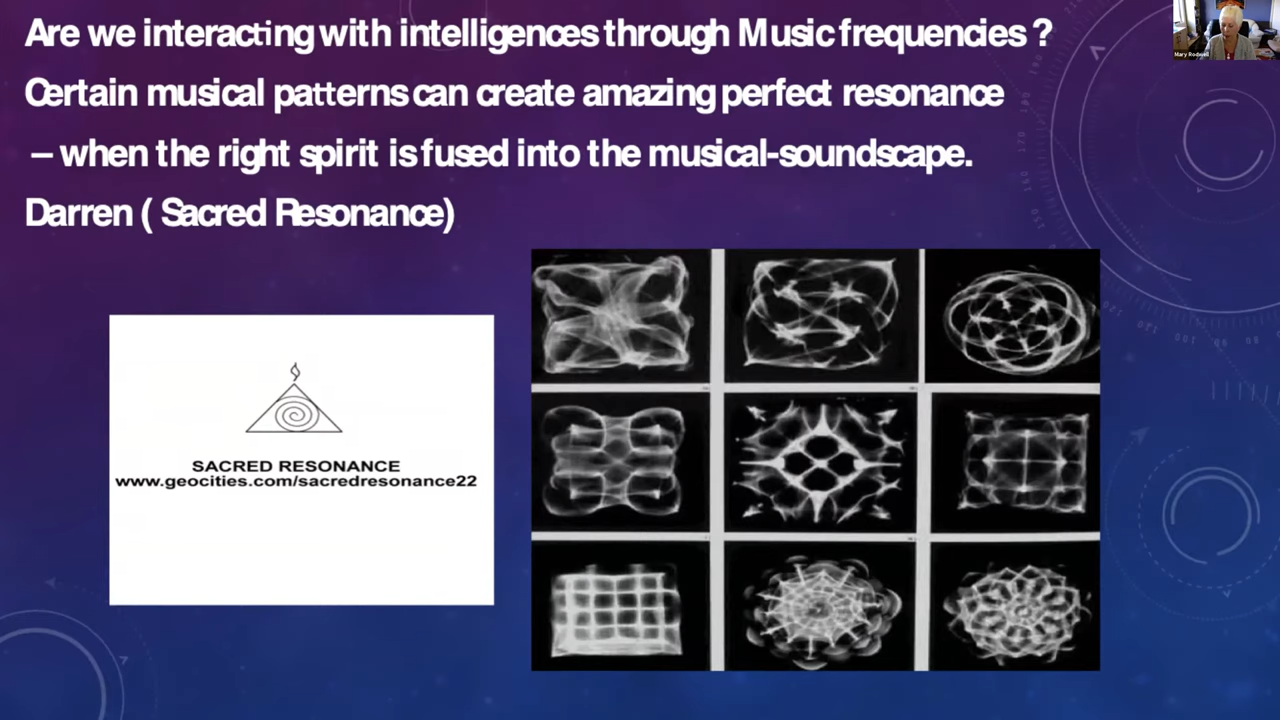 Are we interacting with intelligences through Music frequencies ?
Certain musical patterns can create amazing perfect resonance
– when the right spirit is fused into the musical-soundscape.
Darren ( Sacred Resonance)
Mary Rodwell
SACRED RESONANCE
www.geocities.com/sacredresonance22